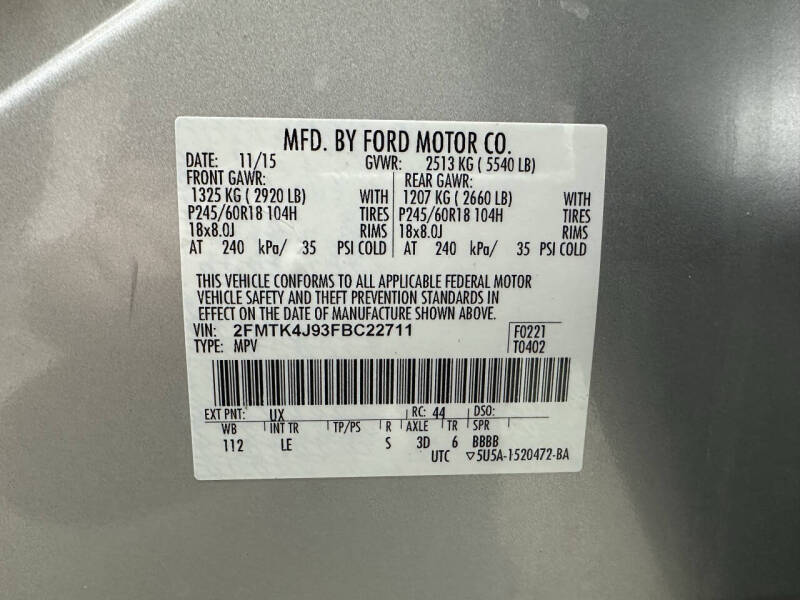 MFD. BY FORD MOTOR CO.
DATE: 11/15 GVWR: 2513 KG ( 5540 LB)
FRONT GAWR: REAR GAWR:
1325 KG ( 2920 LB) WITH 1207 KG ( 2660 LB) WITH
P245/60R18 104H TIRES P245/60R18 104H TIRES
18x8.0J RIMS 18x8.0J RIMS
AT 240 kPa/ 35 PSI COLD AT 240 kPa/ 35 PSI COLD
THIS VEHICLE CONFORMS TO ALL APPLICABLE FEDERAL MOTOR
VEHICLE SAFETY AND THEFT PREVENTION STANDARDS IN
EFFECT ON THE DATE OF MANUFACTURE SHOWN ABOVE.
VIN: 2FMTK4J93FBC22711 F0221
TYPE: MPV T0402
EXT PNT: UX RC: 44 DSO:
WB INT TR TP/PS R AXLE TR SPR
112 LE S 3D 6 BBBB
UTC ▽5U5A-1520472-BA